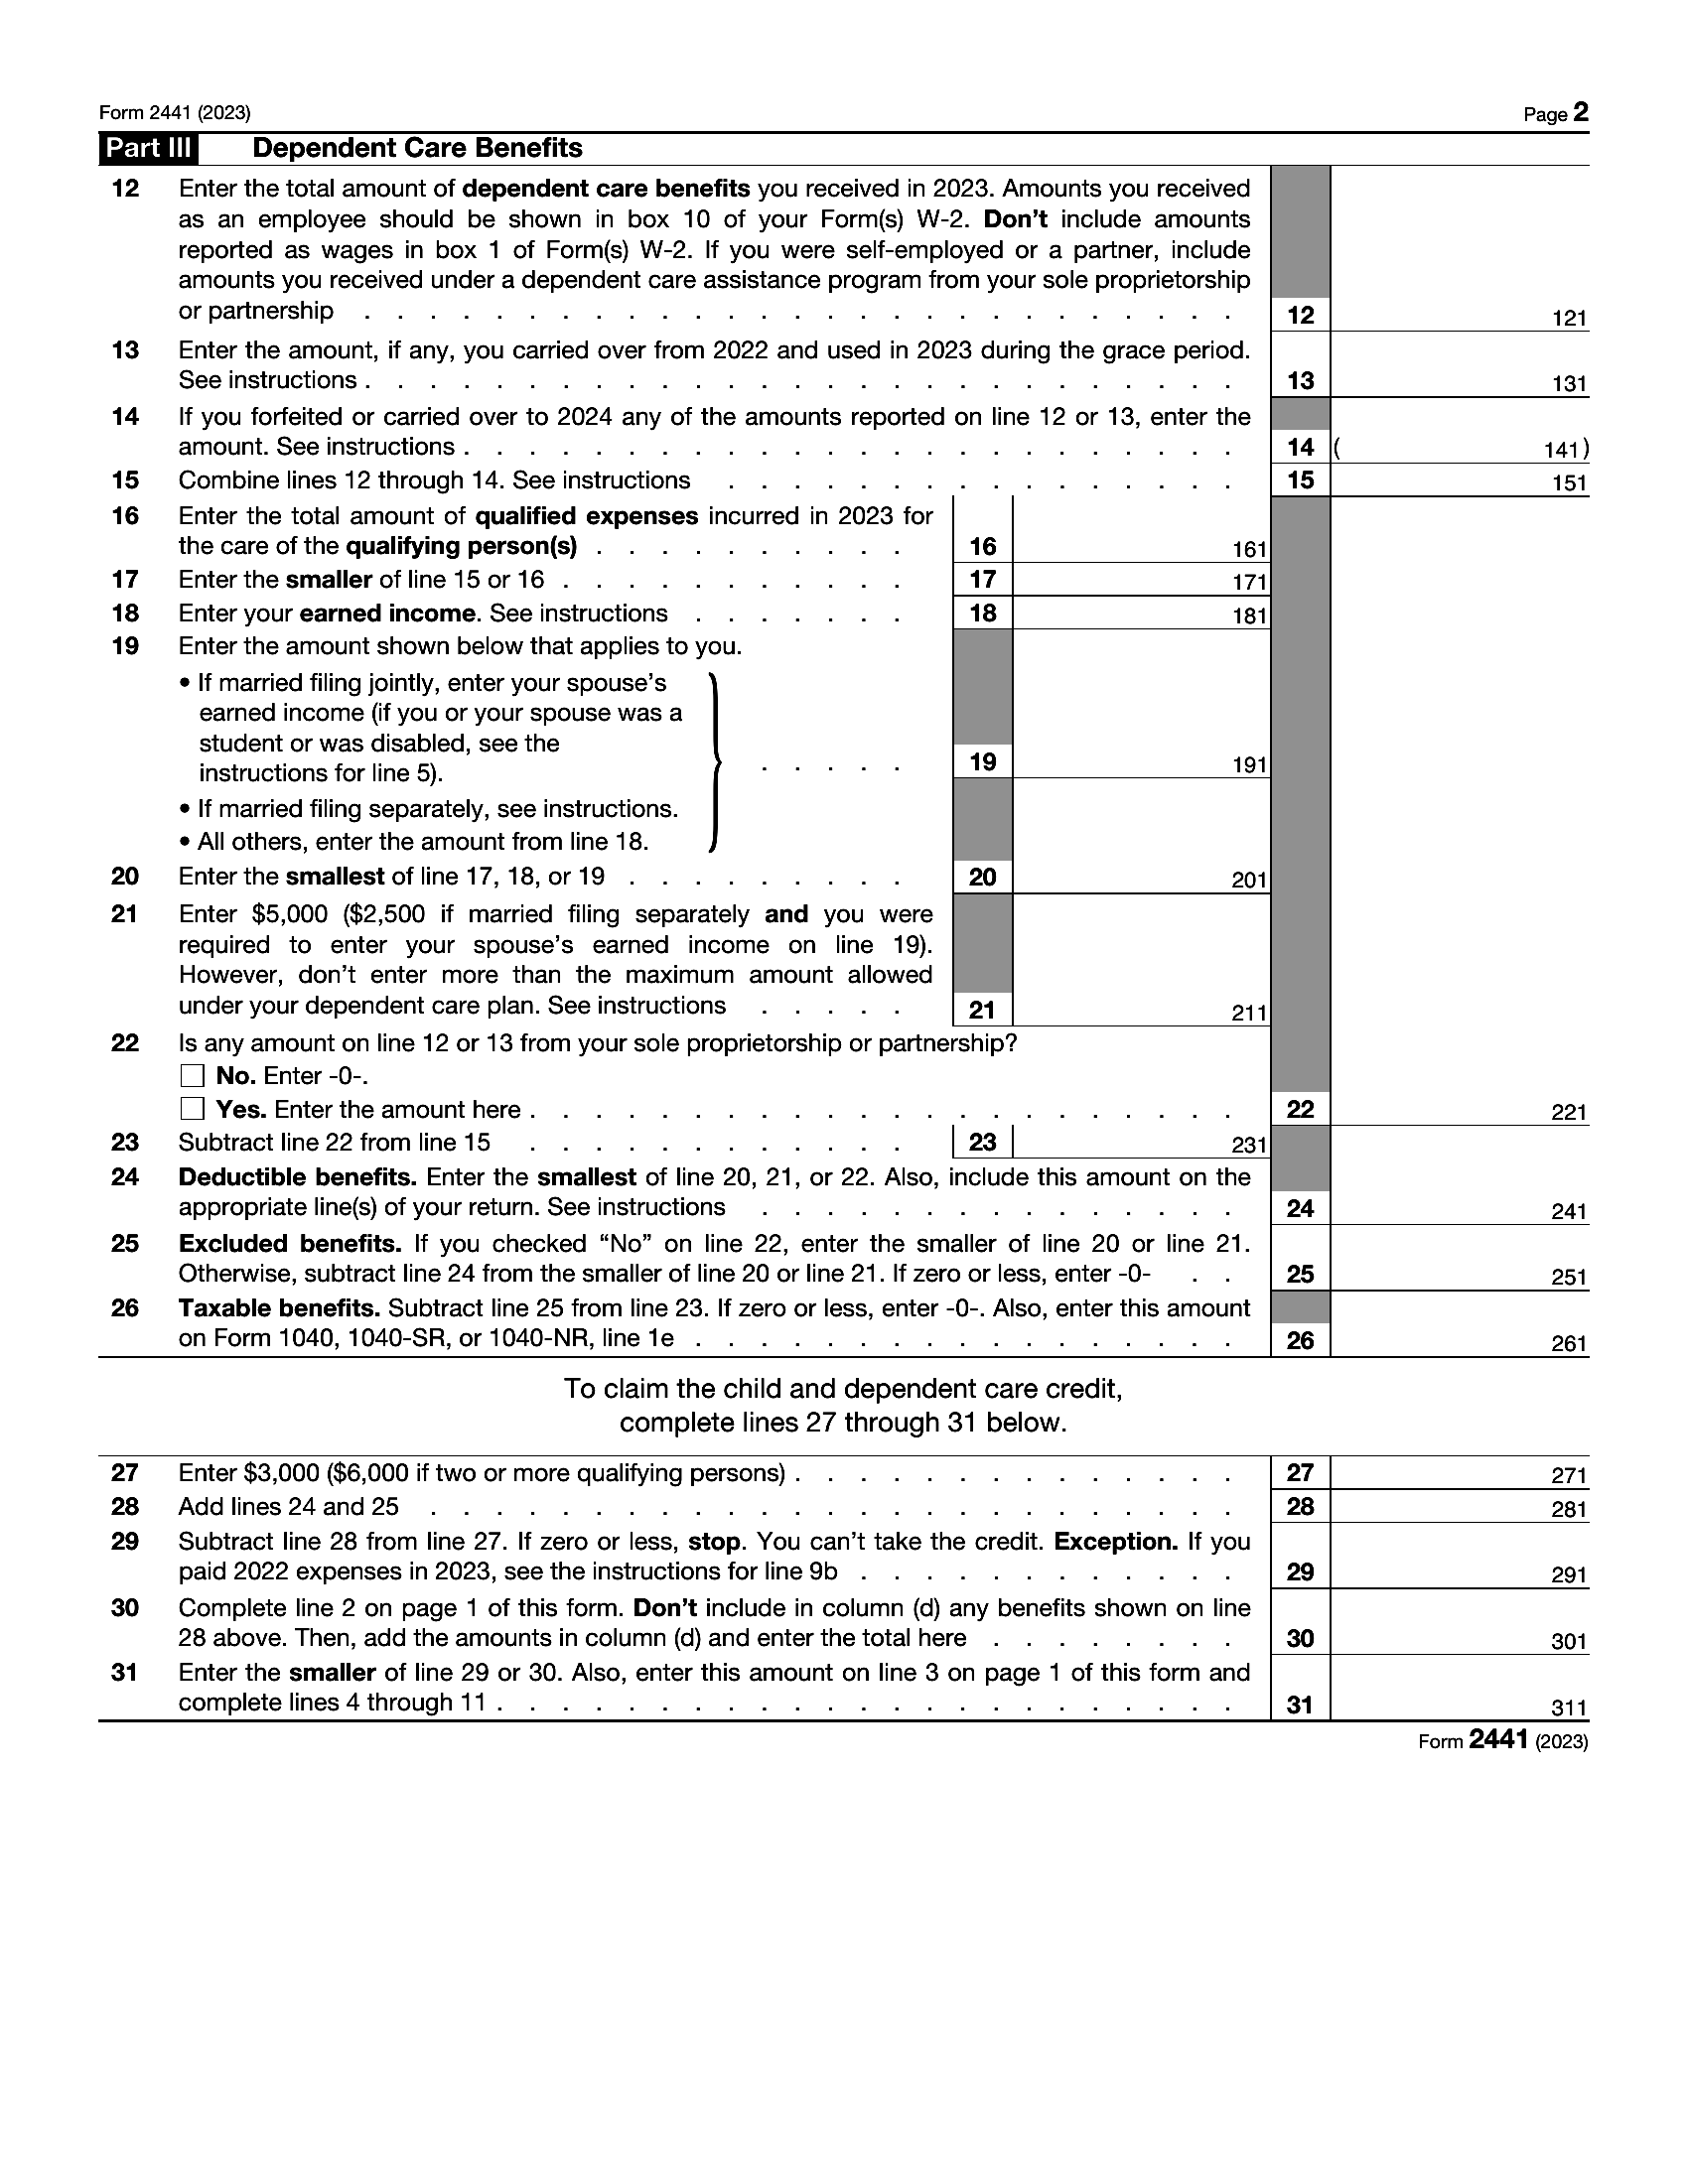 Form 2441 (2023) Page 2
Part III Dependent Care Benefits
12 Enter the total amount of dependent care benefits you received in 2023. Amounts you received
as an employee should be shown in box 10 of your Form(s) W-2. Don’t include amounts
reported as wages in box 1 of Form(s) W-2. If you were self-employed or a partner, include
amounts you received under a dependent care assistance program from your sole proprietorship
or partnership . . . . . . . . . . . . . . . . . . . . . . . . . . . 12 121
13 Enter the amount, if any, you carried over from 2022 and used in 2023 during the grace period.
See instructions . . . . . . . . . . . . . . . . . . . . . . . . . . . 13 131
14 If you forfeited or carried over to 2024 any of the amounts reported on line 12 or 13, enter the
amount. See instructions . . . . . . . . . . . . . . . . . . . . . . . . 14 ( 141)
15 Combine lines 12 through 14. See instructions . . . . . . . . . . . . . . . . 15 151
16 Enter the total amount of qualified expenses incurred in 2023 for
the care of the qualifying person(s) . . . . . . . . . . 16 161
17 Enter the smaller of line 15 or 16 . . . . . . . . . . . 17 171
18 Enter your earned income. See instructions . . . . . . . 18 181
19 Enter the amount shown below that applies to you.
• If married filing jointly, enter your spouse’s
earned income (if you or your spouse was a
student or was disabled, see the
instructions for line 5). . . . . . 19 191
• If married filing separately, see instructions.
• All others, enter the amount from line 18.
20 Enter the smallest of line 17, 18, or 19 . . . . . . . . . 20 201
21 Enter $5,000 ($2,500 if married filing separately and you were
required to enter your spouse’s earned income on line 19).
However, don’t enter more than the maximum amount allowed
under your dependent care plan. See instructions . . . . . 21 211
22 Is any amount on line 12 or 13 from your sole proprietorship or partnership?
No. Enter -0-.
Yes. Enter the amount here . . . . . . . . . . . . . . . . . . . . . . 22 221
23 Subtract line 22 from line 15 . . . . . . . . . . . . 23 231
24 Deductible benefits. Enter the smallest of line 20, 21, or 22. Also, include this amount on the
appropriate line(s) of your return. See instructions . . . . . . . . . . . . . . . 24 241
25 Excluded benefits. If you checked “No” on line 22, enter the smaller of line 20 or line 21.
Otherwise, subtract line 24 from the smaller of line 20 or line 21. If zero or less, enter -0- . . 25 251
26 Taxable benefits. Subtract line 25 from line 23. If zero or less, enter -0-. Also, enter this amount
on Form 1040, 1040-SR, or 1040-NR, line 1e . . . . . . . . . . . . . . . . . 26 261
To claim the child and dependent care credit,
complete lines 27 through 31 below.
27 Enter $3,000 ($6,000 if two or more qualifying persons) . . . . . . . . . . . . . . 27 271
28 Add lines 24 and 25 . . . . . . . . . . . . . . . . . . . . . . . . . 28 281
29 Subtract line 28 from line 27. If zero or less, stop. You can’t take the credit. Exception. If you
paid 2022 expenses in 2023, see the instructions for line 9b . . . . . . . . . . . . 29 291
30 Complete line 2 on page 1 of this form. Don’t include in column (d) any benefits shown on line
28 above. Then, add the amounts in column (d) and enter the total here . . . . . . . . 30 301
31 Enter the smaller of line 29 or 30. Also, enter this amount on line 3 on page 1 of this form and
complete lines 4 through 11 . . . . . . . . . . . . . . . . . . . . . . . 31 311
Form 2441 (2023)